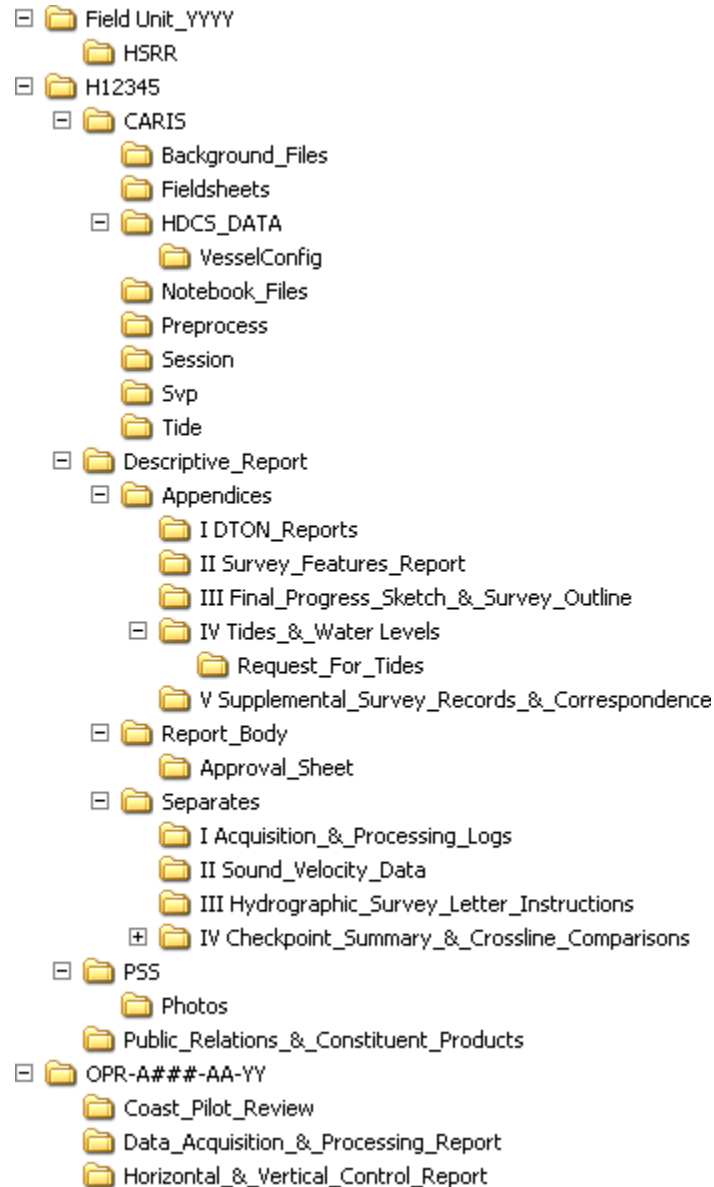 Field Unit_YYYY
HSRR
H12345
CARIS
Background_Files
Fieldsheets
HDCS_DATA
VesselConfig
Notebook_Files
Preprocess
Session
Svp
Tide
Descriptive_Report
Appendices
I DTON_Reports
II Survey_Features_Report
III Final_Progress_Sketch_&_Survey_Outline
IV Tides_&_Water Levels
Request_For_Tides
V Supplemental_Survey_Records_&_Correspondence
Report_Body
Approval_Sheet
Separates
I Acquisition_&_Processing_Logs
II Sound_Velocity_Data
III Hydrographic_Survey_Letter_Instructions
IV Checkpoint_Summary_&_Crossline_Comparisons
PSS
Photos
Public_Relations_&_Constituent_Products
OPR-A###-AA-YY
Coast_Pilot_Review
Data_Acquisition_&_Processing_Report
Horizontal_&_Vertical_Control_Report